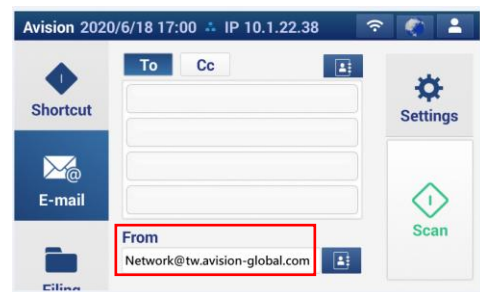 Avision 2020/6/18 17:00 IP 10.1.22.38
To Cc
Shortcut
Settings
E-mail
Scan
From
Network@tw.avision-global.com
Filing